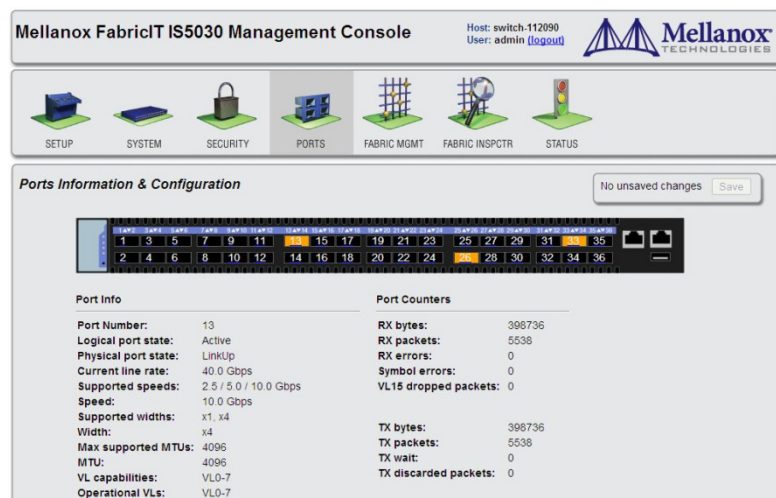 Mellanox FabricIT IS5030 Management Console
Host: switch-112090
User: admin (logout)
Mellanox
TECHNOLOGIES
SETUP SYSTEM SECURITY PORTS FABRIC MGMT FABRIC INSPCTR STATUS
Ports Information & Configuration
No unsaved changes Save
1 3 5 7 9 11 13 15 17 19 21 23 25 27 29 31 33 35
2 4 6 8 10 12 14 16 18 20 22 24 26 28 30 32 34 36
Port Info
Port Number: 13
Logical port state: Active
Physical port state: LinkUp
Current line rate: 40.0 Gbps
Supported speeds: 2.5 / 5.0 / 10.0 Gbps
Speed: 10.0 Gbps
Supported widths: x1, x4
Width: x4
Max supported MTUs: 4096
MTU: 4096
VL capabilities: VL0-7
Operational VLs: VL0-7
Port Counters
RX bytes: 398736
RX packets: 5538
RX errors: 0
Symbol errors: 0
VL15 dropped packets: 0
TX bytes: 398736
TX packets: 5538
TX wait: 0
TX discarded packets: 0